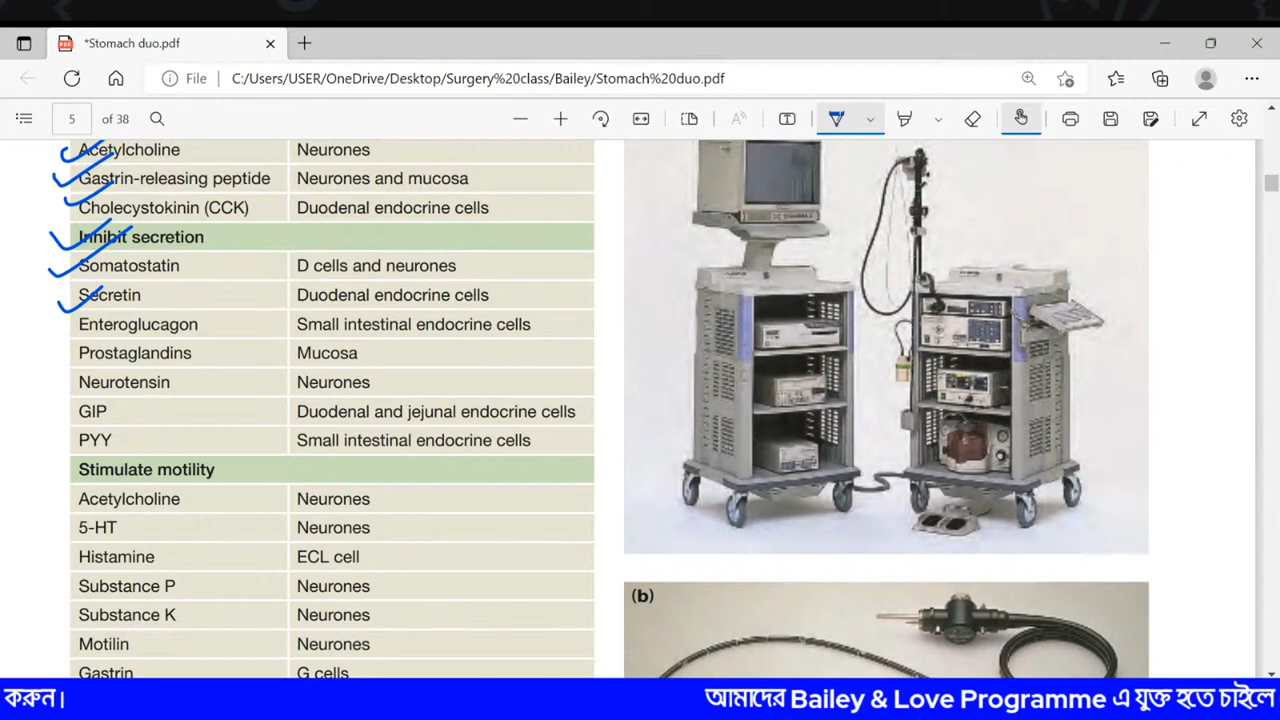 *Stomach duo.pdf
File
C:/Users/USER/OneDrive/Desktop/Surgery%20class/Bailey/Stomach%20duo.pdf
5 of 38
Acetylcholine Neurones
Gastrin-releasing peptide Neurones and mucosa
Cholecystokinin (CCK) Duodenal endocrine cells
Inhibit secretion
Somatostatin D cells and neurones
Secretin Duodenal endocrine cells
Enteroglucagon Small intestinal endocrine cells
Prostaglandins Mucosa
Neurotensin Neurones
GIP Duodenal and jejunal endocrine cells
PYY Small intestinal endocrine cells
Stimulate motility
Acetylcholine Neurones
5-HT Neurones
Histamine ECL cell
Substance P Neurones
Substance K Neurones
Motilin Neurones
Gastrin G cells
(b)
করুন। আমাদের Bailey & Love Programme এ যুক্ত হতে চাইলে